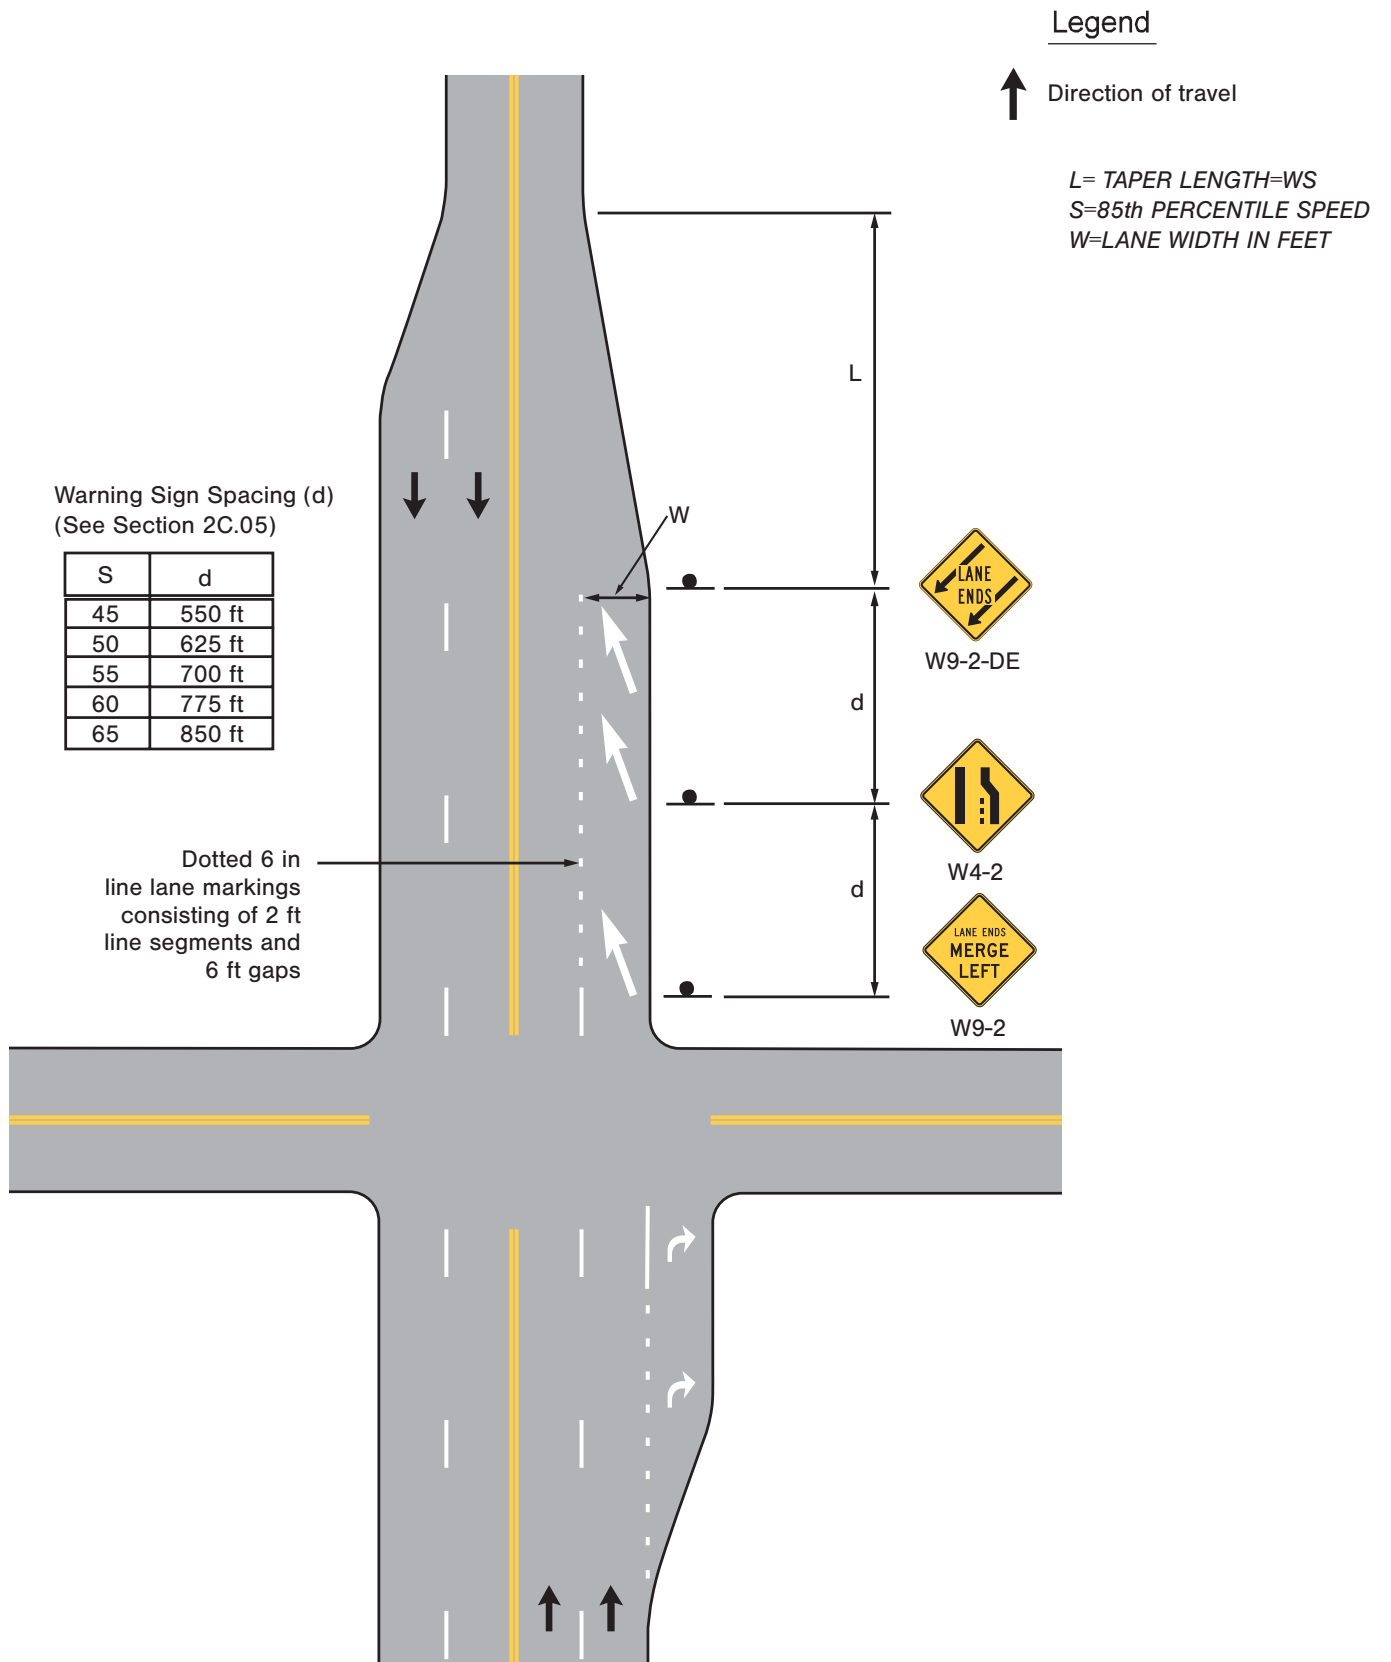 Legend
Direction of travel
L= TAPER LENGTH=WS
S=85th PERCENTILE SPEED
W=LANE WIDTH IN FEET
L
Warning Sign Spacing (d)
(See Section 2C.05)
S d
45 550 ft
50 625 ft
55 700 ft
60 775 ft
65 850 ft
W
LANE
ENDS
W9-2-DE
d
W4-2
Dotted 6 in
line lane markings
consisting of 2 ft
line segments and
6 ft gaps
d
LANE ENDS
MERGE
LEFT
W9-2